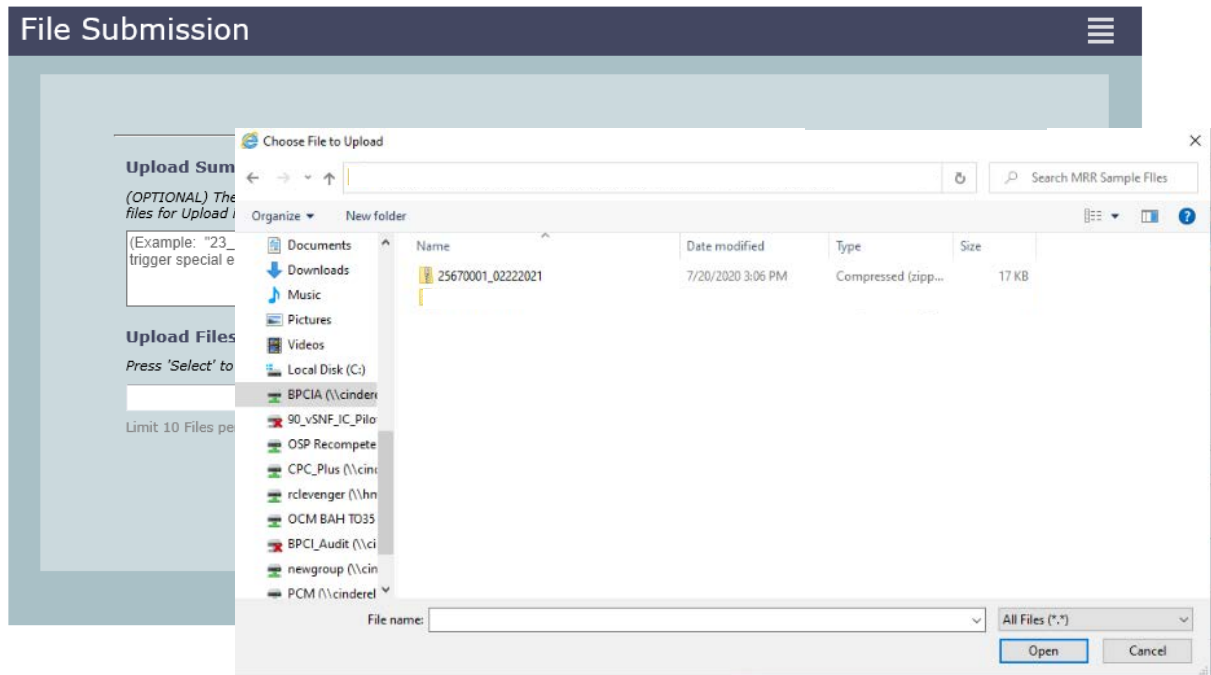 File Submission
Upload Sum
(OPTIONAL) The
files for Upload
(Example: "23_
trigger special e
Upload Files
Press 'Select' to
Limit 10 Files pe
Choose File to Upload
Search MRR Sample FIles
Organize
New folder
Documents
Downloads
Music
Pictures
Videos
Local Disk (C:)
BPCIA (\\cindere
90_vSNF_IC_Pilo
OSP Recompete
CPC_Plus (\\cin
rclevenger (\\hn
OCM BAH TO35
BPCI_Audit (\\ci
newgroup (\\cin
PCM (\\cinderel
Name Date modified Type Size
25670001_02222021 7/20/2020 3:06 PM Compressed (zipp... 17 KB
File name:
All Files (*.*)
Open Cancel